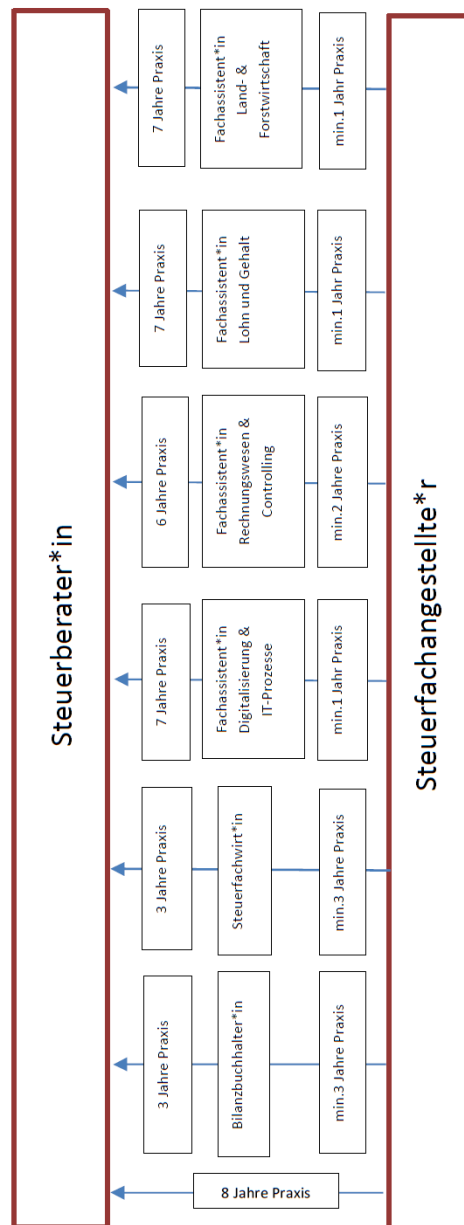 Steuerberater*in
8 Jahre Praxis
3 Jahre Praxis
Bilanzbuchhalter*in
min.3 Jahre Praxis
3 Jahre Praxis
Steuerfachwirt*in
min.3 Jahre Praxis
7 Jahre Praxis
Fachassistent*in
Digitalisierung &
IT-Prozesse
min.1 Jahr Praxis
6 Jahre Praxis
Fachassistent*in
Rechnungswesen &
Controlling
min.2 Jahre Praxis
7 Jahre Praxis
Fachassistent*in
Lohn und Gehalt
min.1 Jahr Praxis
7 Jahre Praxis
Fachassistent*in
Land- &
Forstwirtschaft
min.1 Jahr Praxis
Steuerfachangestellte*r